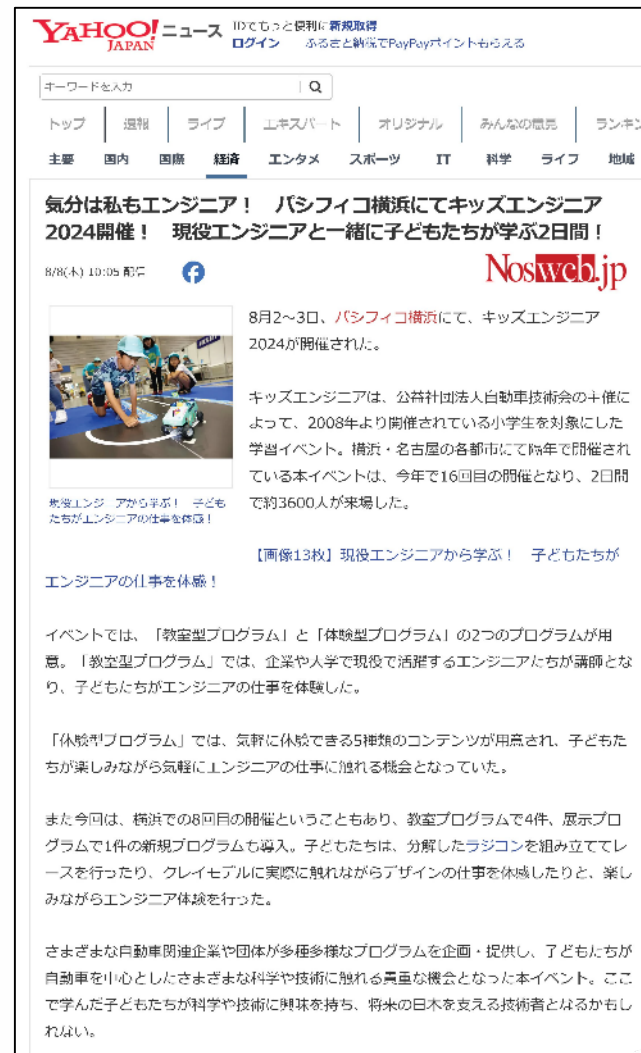 YAHOO! JAPAN ニュース
IDでもっと便利に新規取得
ログイン ふるさと納税でPayPayポイントもらえる
キーワードを入力
トップ 速報 ライブ エキスパート オリジナル みんなの意見 ランキン
主要 国内 国際 経済 エンタメ スポーツ IT 科学 ライフ 地域
気分は私もエンジニア! パシフィコ横浜にてキッズエンジニア
2024開催! 現役エンジニアと一緒に子どもたちが学ぶ2日間!
8/8(木) 10:05 配信
Nosweb.jp
8月2~3日、パシフィコ横浜にて、キッズエンジニア
2024が開催された。
キッズエンジニアは、公益社団法人自動車技術会の主催に
よって、2008年より開催されている小学生を対象にした
学習イベント。横浜・名古屋の各都市にて隔年で開催され
ている本イベントは、今年で16回目の開催となり、2日間
で約3600人が来場した。
現役エンジニアから学ぶ! 子ども
たちがエンジニアの仕事を体感!
【画像13枚】現役エンジニアから学ぶ! 子どもたちが
エンジニアの仕事を体感!
イベントでは、「教室型プログラム」と「体験型プログラム」の2つのプログラムが用
意。「教室型プログラム」では、企業や大学で現役で活躍するエンジニアたちが講師とな
り、子どもたちがエンジニアの仕事を体験した。
「体験型プログラム」では、気軽に体験できる5種類のコンテンツが用意され、子どもた
ちが楽しみながら気軽にエンジニアの仕事に触れる機会となっていた。
また今回は、横浜での8回目の開催ということもあり、教室プログラムで4件、展示プロ
グラムで1件の新規プログラムも導入。子どもたちは、分解したラジコンを組み立ててレ
ースを行ったり、クレイモデルに実際に触れながらデザインの仕事を体感したりと、楽し
みながらエンジニア体験を行った。
さまざまな自動車関連企業や団体が多種多様なプログラムを企画・提供し、子どもたちが
自動車を中心としたさまざまな科学や技術に触れる貴重な機会となった本イベント。ここ
で学んだ子どもたちが科学や技術に興味を持ち、将来の日本を支える技術者となるかもし
れない。